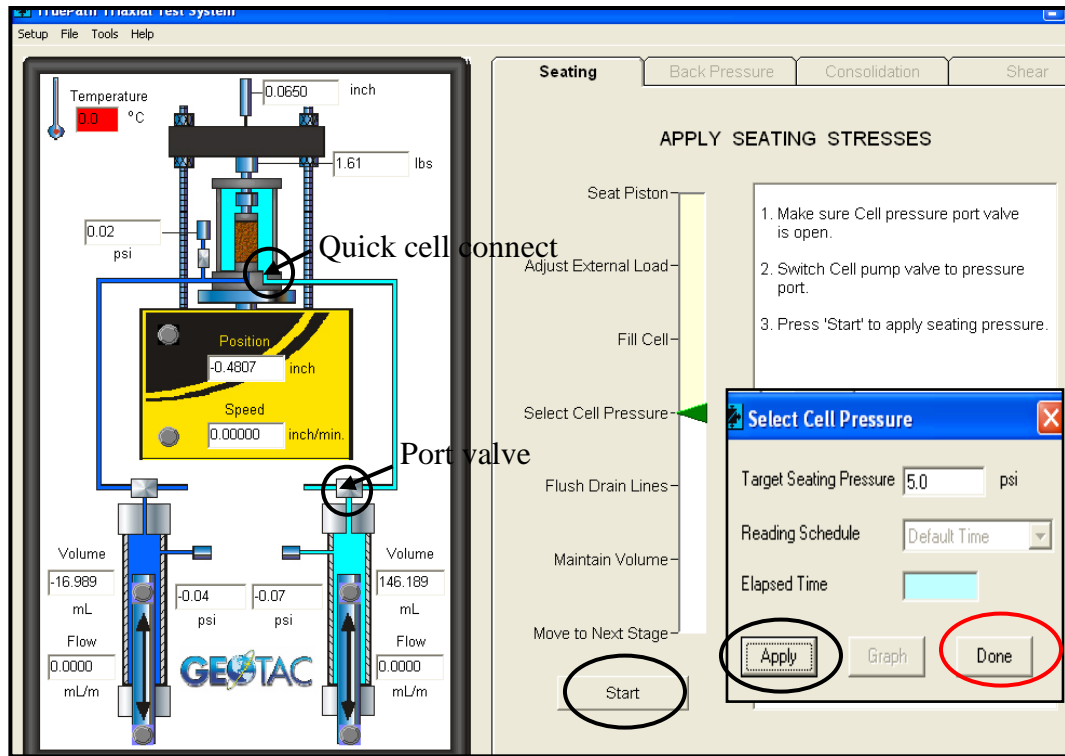 TruePath Triaxial Test System
Setup File Tools Help
Temperature
0.0 °C
0.0650 inch
1.61 lbs
0.02
psi
Quick cell connect
Position
-0.4807 inch
Speed
0.00000 inch/min.
Port valve
Volume
-16.989
mL
Flow
0.0000
mL/m
-0.04
psi
-0.07
psi
Volume
146.189
mL
Flow
0.0000
mL/m
GEOTAC
Seating Back Pressure Consolidation Shear
APPLY SEATING STRESSES
Seat Piston
Adjust External Load
Fill Cell
Select Cell Pressure
Flush Drain Lines
Maintain Volume
Move to Next Stage
Start
1. Make sure Cell pressure port valve
is open.
2. Switch Cell pump valve to pressure
port.
3. Press 'Start' to apply seating pressure.
Select Cell Pressure
Target Seating Pressure 5.0 psi
Reading Schedule Default Time
Elapsed Time
Apply Graph Done